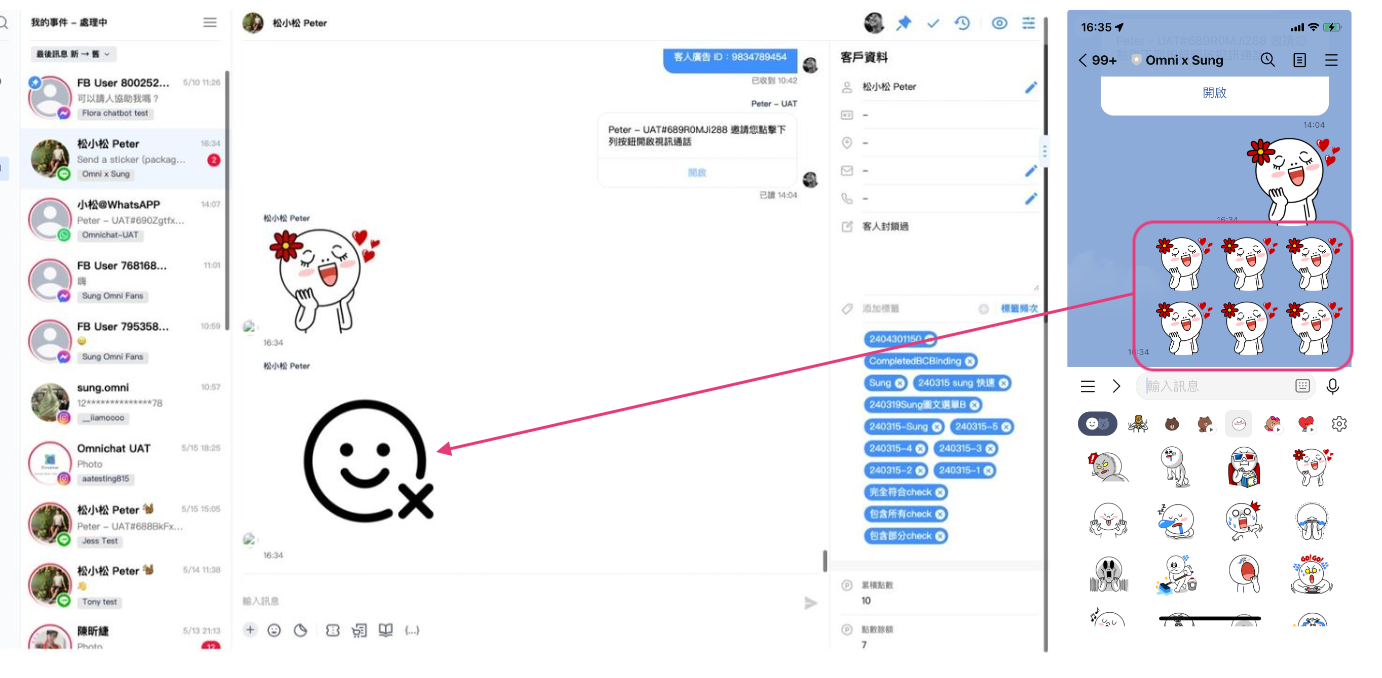 我的事件 – 處理中
最後訊息 新 → 舊
FB User 800252...
5/10 11:26
可以請人協助我嗎？
Flora chatbot test
松小松 Peter
16:34
Send a sticker (packag...
2
Omni x Sung
小松@WhatsAPP
14:07
Peter – UAT#690Zgtfx...
Omnichat-UAT
FB User 768168...
11:01
嗨
Sung Omni Fans
FB User 795358...
10:59
Sung Omni Fans
sung.omni
10:57
12**************78
__iiamoooo
Omnichat UAT
5/15 18:25
Photo
aatesting815
松小松 Peter
5/15 15:05
Peter – UAT#688BkFx...
Jess Test
松小松 Peter
5/14 11:38
Tony test
陳昕緁
5/13 21:13
Photo
12
松小松 Peter
客人廣告 ID：9834789454
已收到 10:42
Peter – UAT
Peter – UAT#689R0MJi288 邀請您點擊下
列按鈕開啟視訊通話
開啟
已讀 14:04
松小松 Peter
16:34
松小松 Peter
16:34
輸入訊息
{...}
客戶資料
松小松 Peter
–
–
–
–
客人封鎖過
添加標籤
標籤頻次
2404301150
CompletedBCBinding
Sung
240315 sung 快速
240319Sung圖文選單B
240315-Sung
240315-5
240315-4
240315-3
240315-2
240315-1
完全符合check
包含所有check
包含部分check
累積點數
10
點數餘額
7
16:35
99+
Omni x Sung
開啟
14:04
16:34
16:34
輸入訊息
GO!GO!